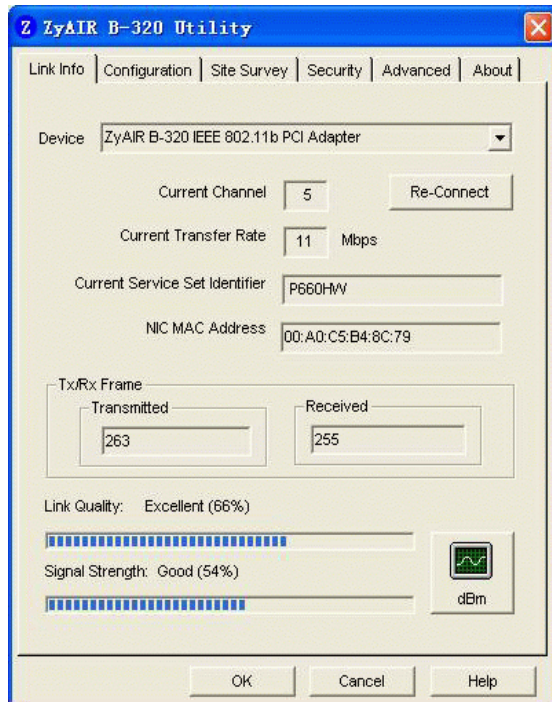 Z ZyAIR B-320 Utility
Link Info Configuration Site Survey Security Advanced About
Device ZyAIR B-320 IEEE 802.11b PCI Adapter
Current Channel 5 Re-Connect
Current Transfer Rate 11 Mbps
Current Service Set Identifier P660HW
NIC MAC Address 00:A0:C5:B4:8C:79
Tx/Rx Frame
Transmitted Received
263 255
Link Quality: Excellent (66%)
Signal Strength: Good (54%)
dBm
OK Cancel Help